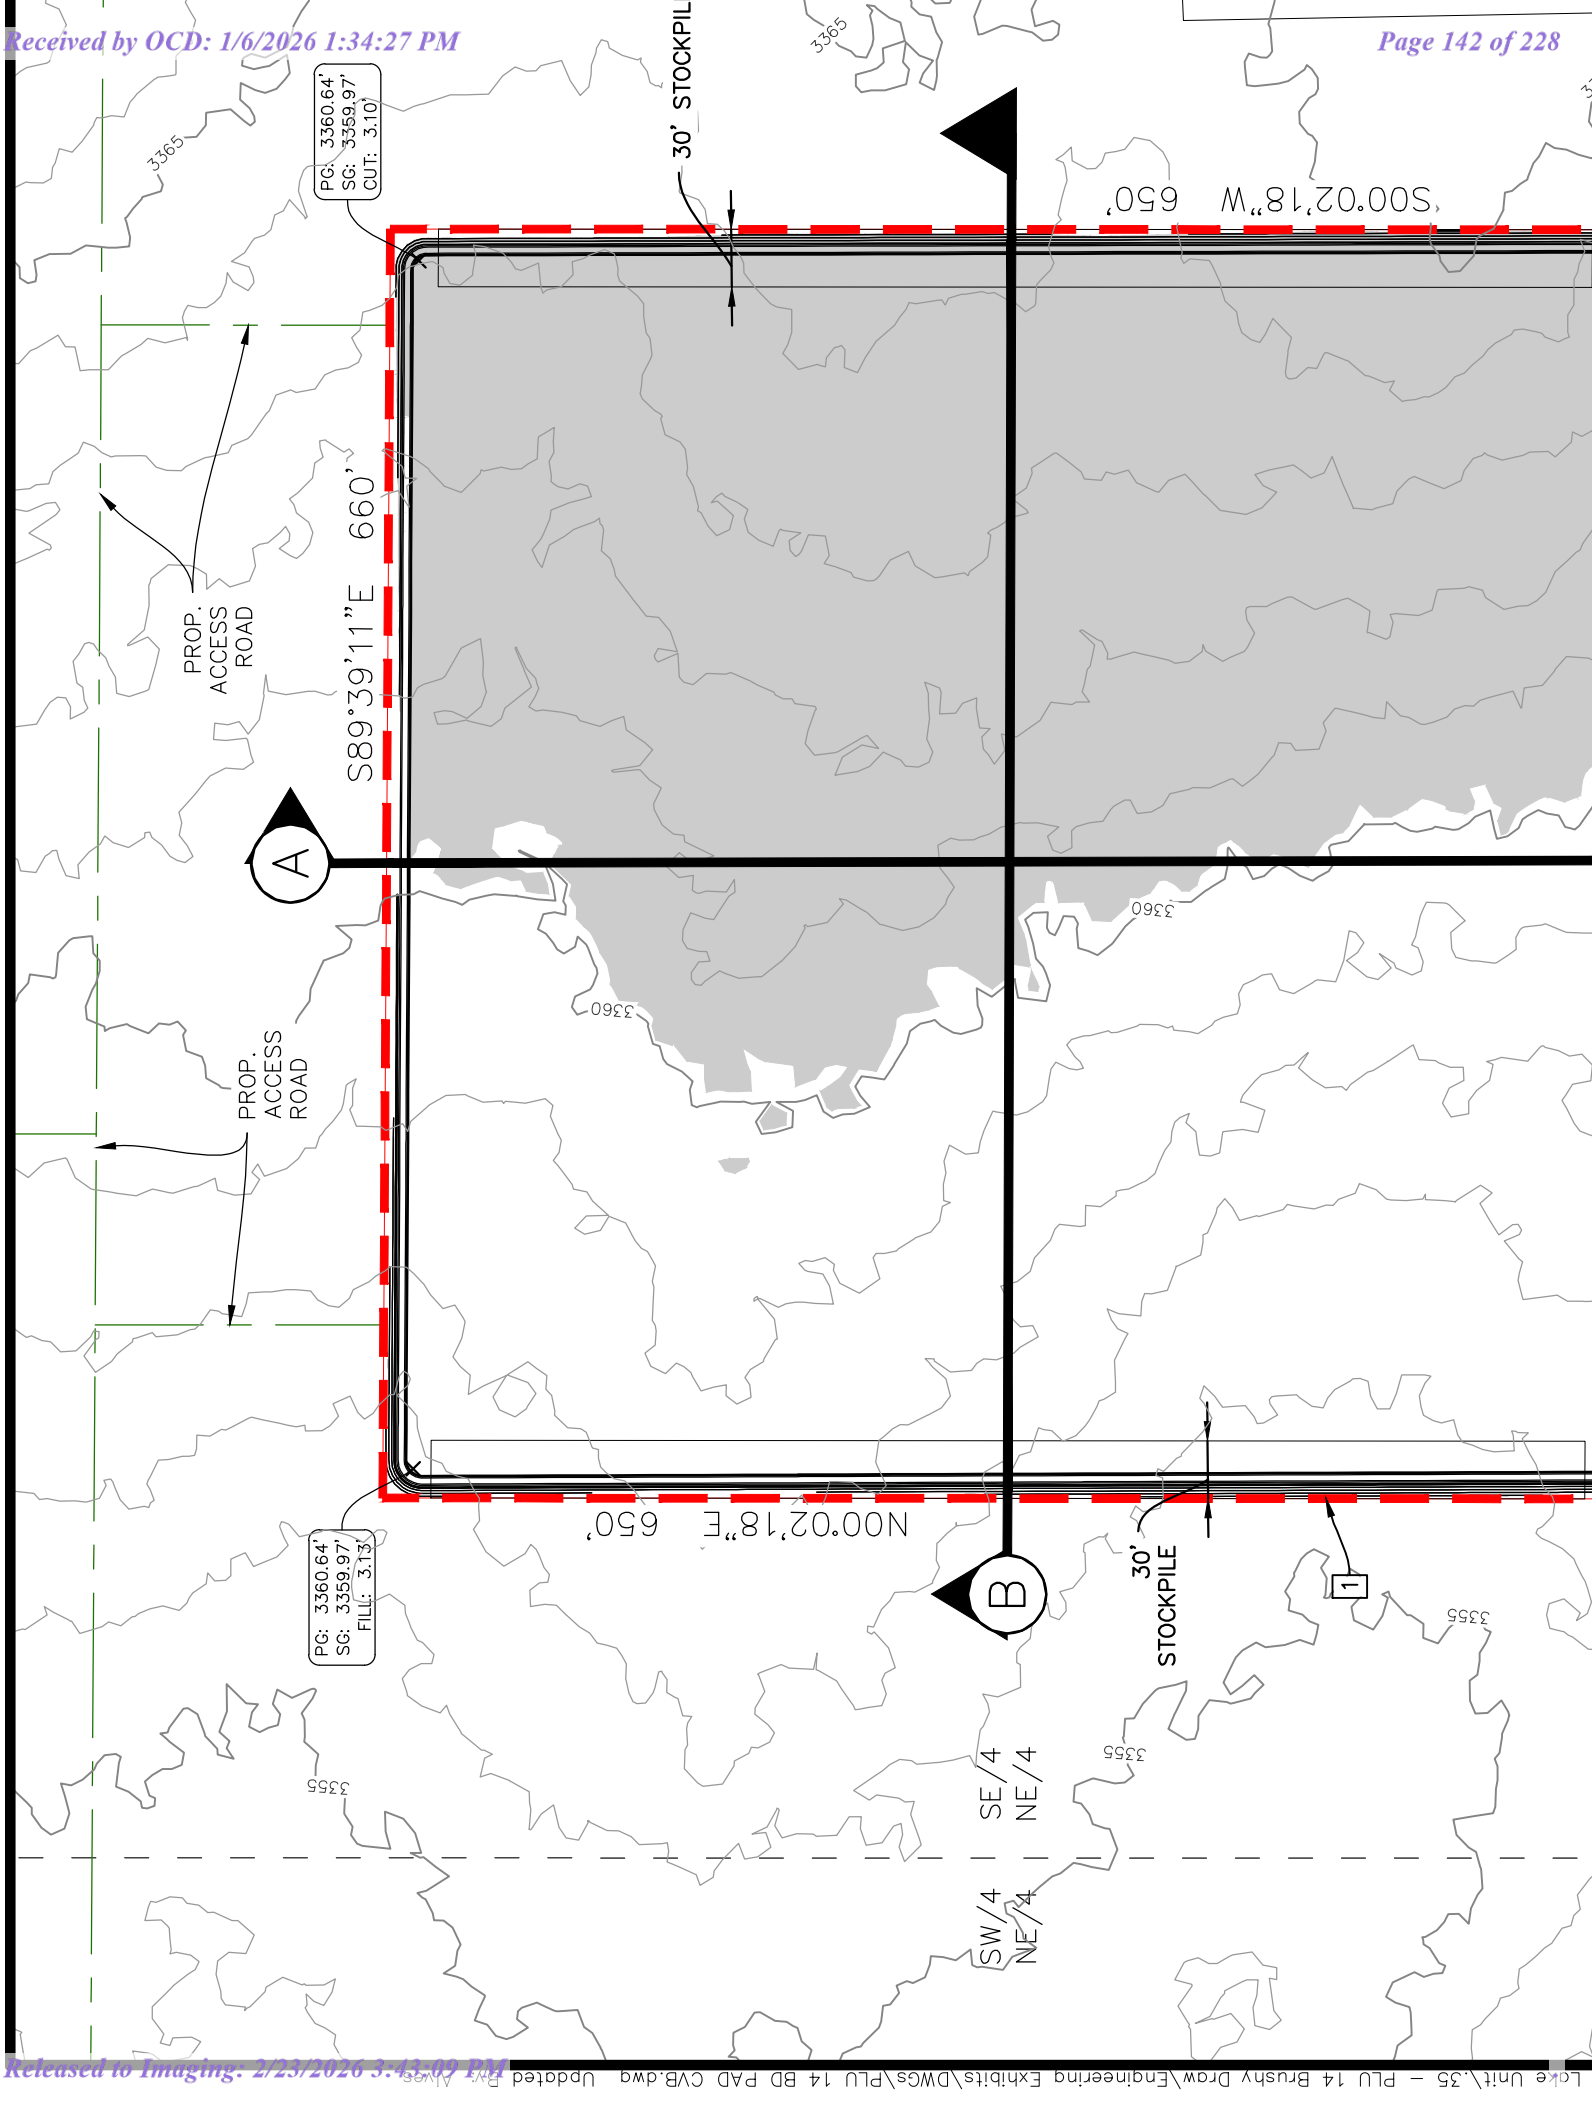 Received by OCD: 1/6/2026 1:34:27 PM
Page 142 of 228
3365
3365
PG: 3360.64'
SG: 3359.97'
CUT: 3.10'
30' STOCKPIL
S00°02'18"W 650'
S89°39'11"E 660'
PROP.
ACCESS
ROAD
A
3360
3360
PROP.
ACCESS
ROAD
N00°02'18"E 650'
PG: 3360.64'
SG: 3359.97'
FILL: 3.13'
B
30'
STOCKPILE
1
3355
3355
3355
SE/4
NE/4
SW/4
NE/4
Released to Imaging: 2/23/2026 3:43:09 PM
Lake Unit\.35 – PLU 14 Brushy Draw\Engineering Exhibits\DWGs\PLU 14 BD PAD CVB.dwg Updated By: Alves